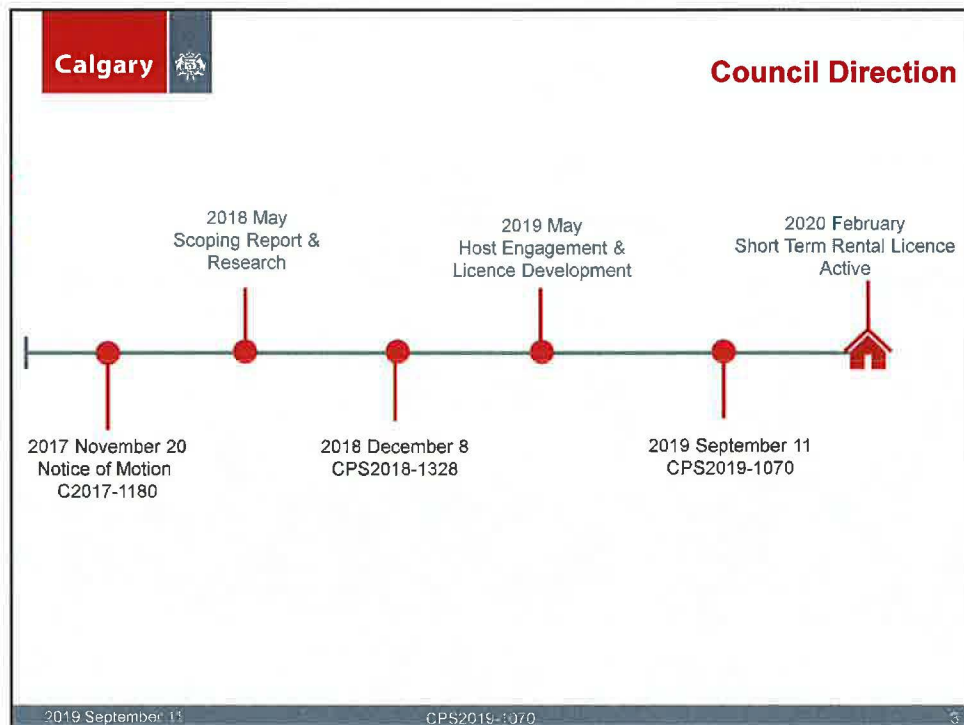 Calgary
Council Direction
2018 May
Scoping Report &
Research
2019 May
Host Engagement &
Licence Development
2020 February
Short Term Rental Licence
Active
2017 November 20
Notice of Motion
C2017-1180
2018 December 8
CPS2018-1328
2019 September 11
CPS2019-1070
2019 September 11
CPS2019-1070
3